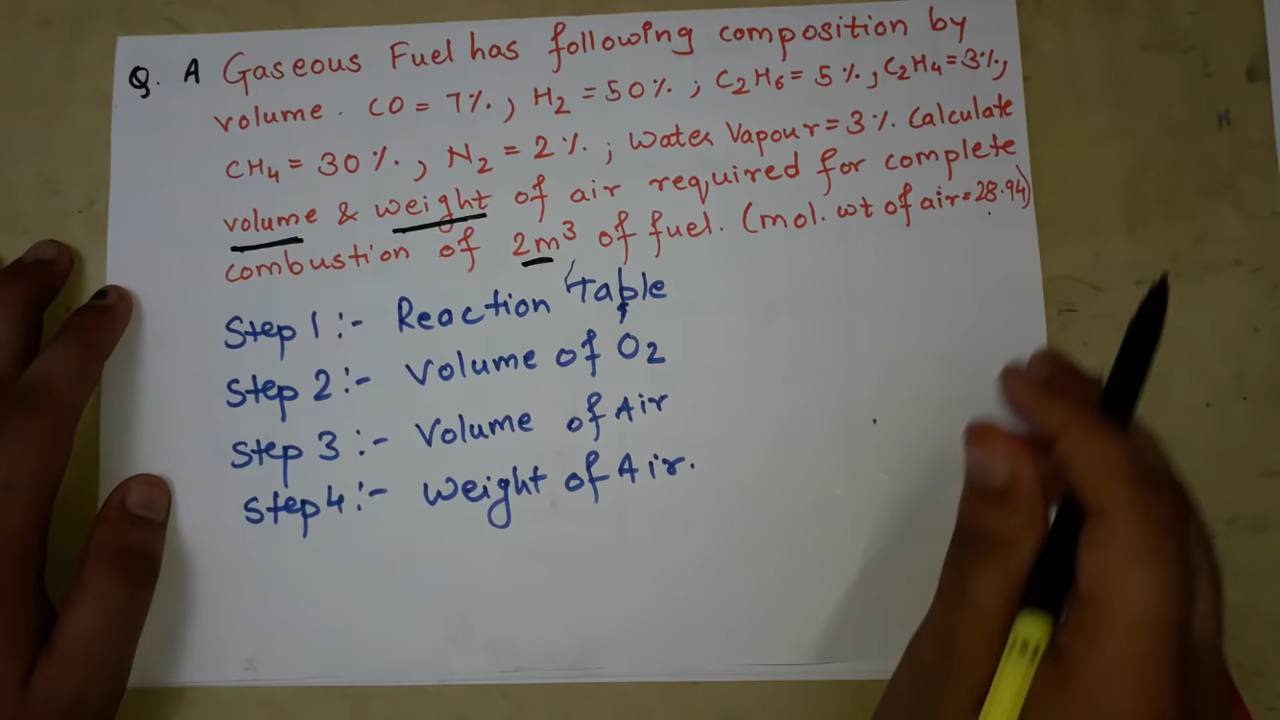 Q. A Gaseous Fuel has following composition by
volume. CO = 7%., H2 = 50%. ; C2H6 = 5%., C2H4 = 3%.,
CH4 = 30%., N2 = 2%. ; Water Vapour = 3%. Calculate
volume & weight of air required for complete
combustion of 2m³ of fuel. (mol. wt of air = 28.94)
Step 1 :- Reaction Table
Step 2 :- Volume of O2
Step 3 :- Volume of Air
Step 4 :- Weight of Air.